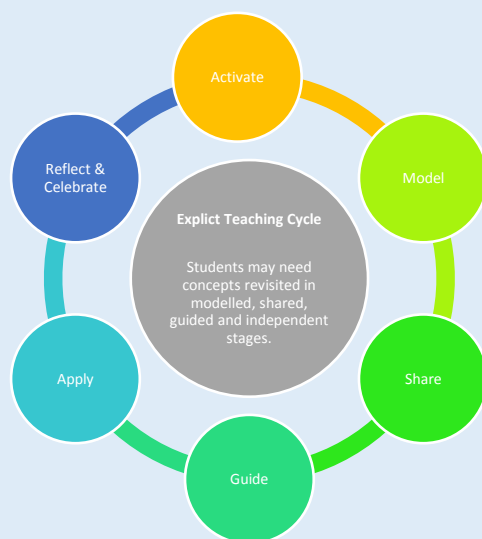 Activate
Model
Share
Guide
Apply
Reflect &
Celebrate
Explict Teaching Cycle
Students may need
concepts revisited in
modelled, shared,
guided and independent
stages.